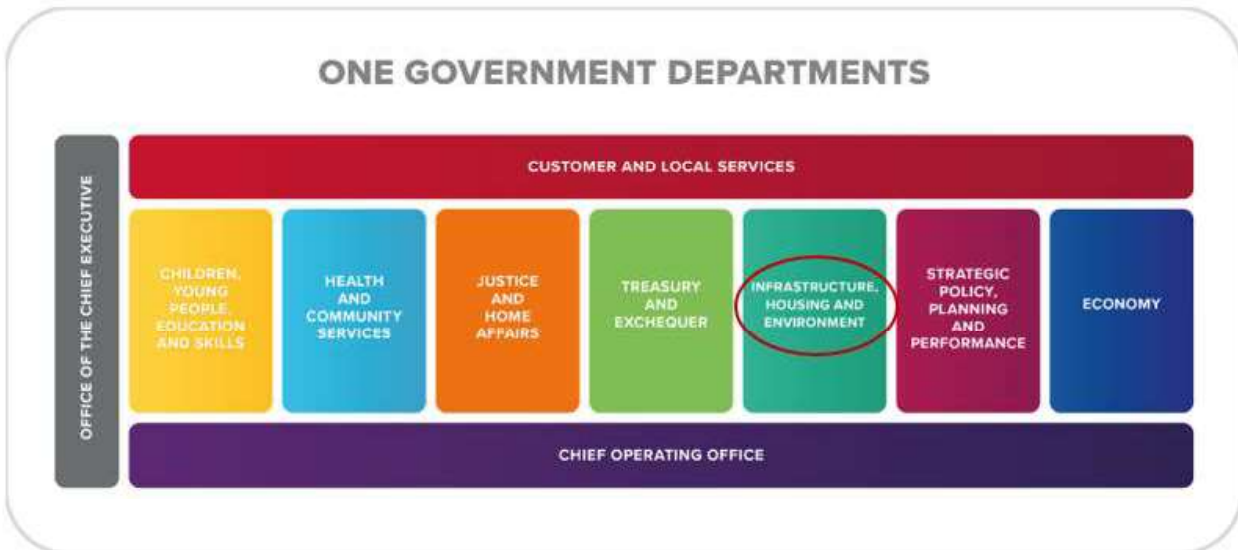 ONE GOVERNMENT DEPARTMENTS
OFFICE OF THE CHIEF EXECUTIVE
CUSTOMER AND LOCAL SERVICES
CHILDREN,
YOUNG
PEOPLE,
EDUCATION
AND SKILLS
HEALTH
AND
COMMUNITY
SERVICES
JUSTICE
AND
HOME
AFFAIRS
TREASURY
AND
EXCHEQUER
INFRASTRUCTURE,
HOUSING AND
ENVIRONMENT
STRATEGIC
POLICY,
PLANNING
AND
PERFORMANCE
ECONOMY
CHIEF OPERATING OFFICE